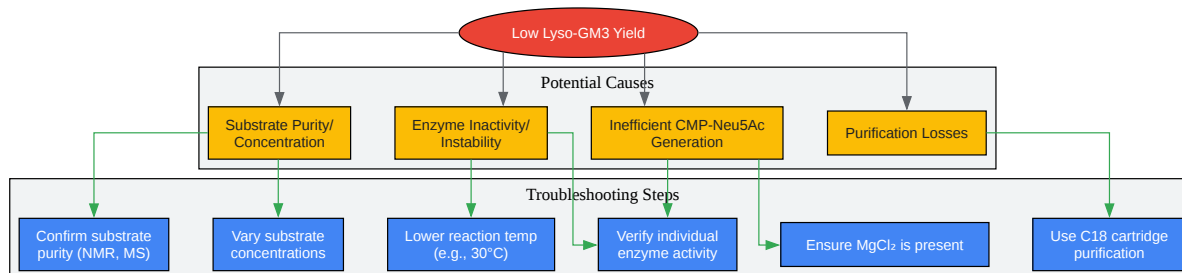 Low Lyso-GM3 Yield
Potential Causes
Substrate Purity/
Concentration
Enzyme Inactivity/
Instability
Inefficient CMP-Neu5Ac
Generation
Purification Losses
Troubleshooting Steps
Confirm substrate
purity (NMR, MS)
Vary substrate
concentrations
Lower reaction temp
(e.g., 30°C)
Verify individual
enzyme activity
Ensure MgCl₂ is present
Use C18 cartridge
purification